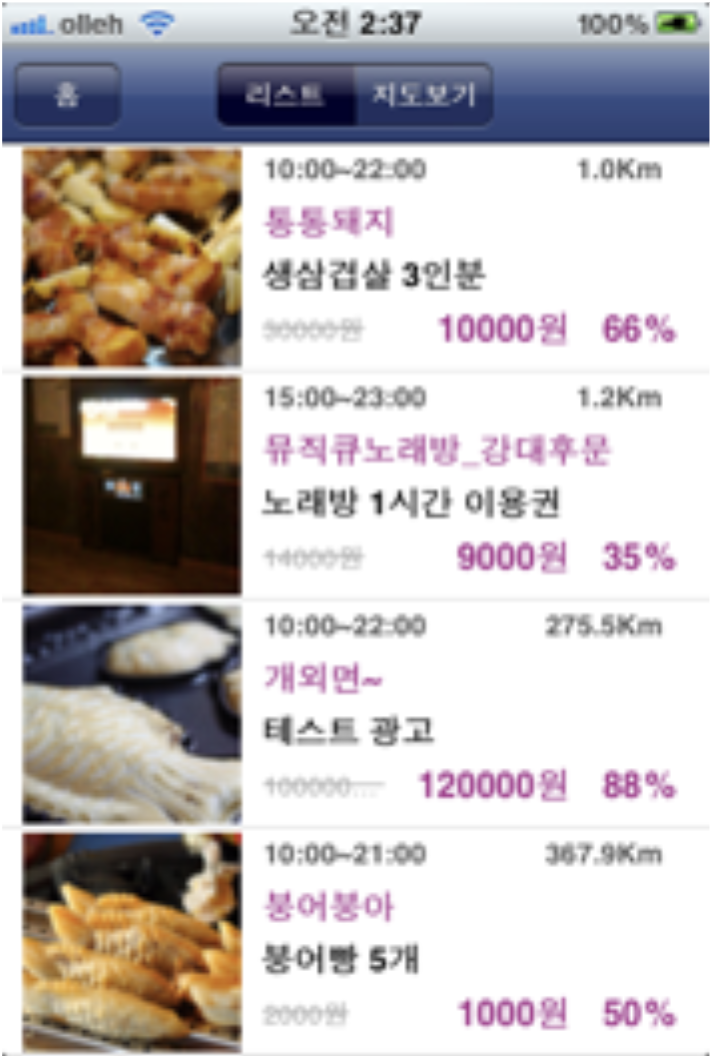 olleh 오전 2:37 100%
홈 리스트 지도보기
10:00~22:00 1.0Km
통통돼지
생삼겹살 3인분
30000원 10000원 66%
15:00~23:00 1.2Km
뮤직큐노래방_강대후문
노래방 1시간 이용권
14000원 9000원 35%
10:00~22:00 275.5Km
개외면~
테스트 광고
100000... 120000원 88%
10:00~21:00 367.9Km
붕어붕아
붕어빵 5개
2000원 1000원 50%